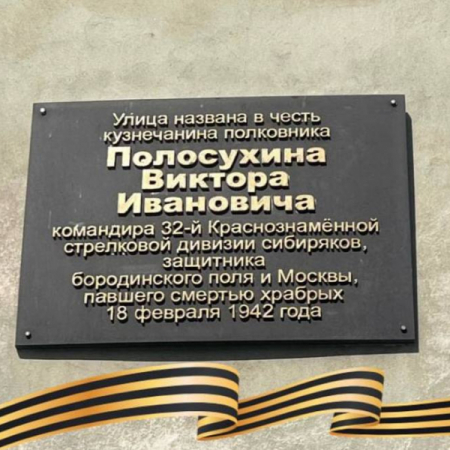 Улица названа в честь
кузнечанина полковника
Полосухина
Виктора
Ивановича
командира 32-й Краснознамённой
стрелковой дивизии сибиряков,
защитника
бородинского поля и Москвы,
павшего смертью храбрых
18 февраля 1942 года